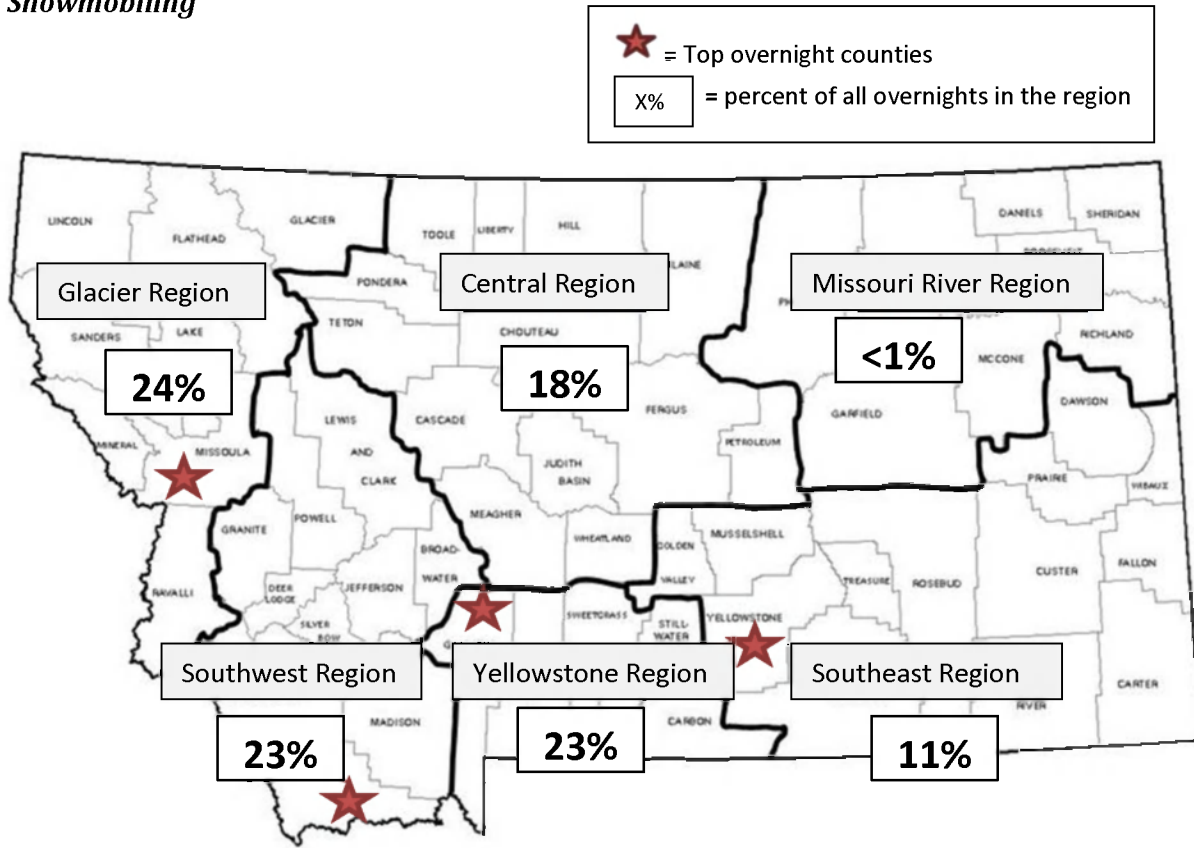 Snowmobiling
= Top overnight counties
X%
= percent of all overnights in the region
LINCOLN
FLATHEAD
GLACIER
TOOLE
LIBERTY
HILL
LAINE
DANIELS
SHERIDAN
PONDERA
Glacier Region
Central Region
Missouri River Region
SANDERS
LAKE
TETON
CHOUTEAU
RICHLAND
24%
18%
<1%
MCCONE
MINERAL
MISSOULA
LEWIS
AND
CLARK
CASCADE
FERGUS
PETROLEUM
GARFIELD
DAWSON
JUDITH
BASIN
PRAIRIE
WIBAUX
GRANITE
POWELL
MEAGHER
WHEATLAND
GOLDEN
VALLEY
MUSSELSHELL
BROAD-
WATER
JEFFERSON
DEER
LODGE
SILVER
BOW
RAVALLI
SWEETGRASS
STILL-
WATER
YELLOWSTONE
TREASURE
ROSEBUD
CUSTER
FALLON
Southwest Region
Yellowstone Region
Southeast Region
MADISON
CARBON
RIVER
CARTER
23%
23%
11%